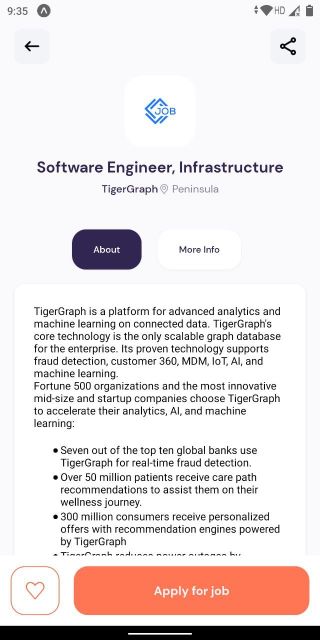 9:35
HD
JOB
Software Engineer, Infrastructure
TigerGraph Peninsula
About
More Info
TigerGraph is a platform for advanced analytics and
machine learning on connected data. TigerGraph's
core technology is the only scalable graph database
for the enterprise. Its proven technology supports
fraud detection, customer 360, MDM, IoT, AI, and
machine learning.
Fortune 500 organizations and the most innovative
mid-size and startup companies choose TigerGraph
to accelerate their analytics, AI, and machine
learning:
● Seven out of the top ten global banks use
TigerGraph for real-time fraud detection.
● Over 50 million patients receive care path
recommendations to assist them on their
wellness journey.
● 300 million consumers receive personalized
offers with recommendation engines powered
by TigerGraph
● TigerGraph reduces power outages by
Apply for job